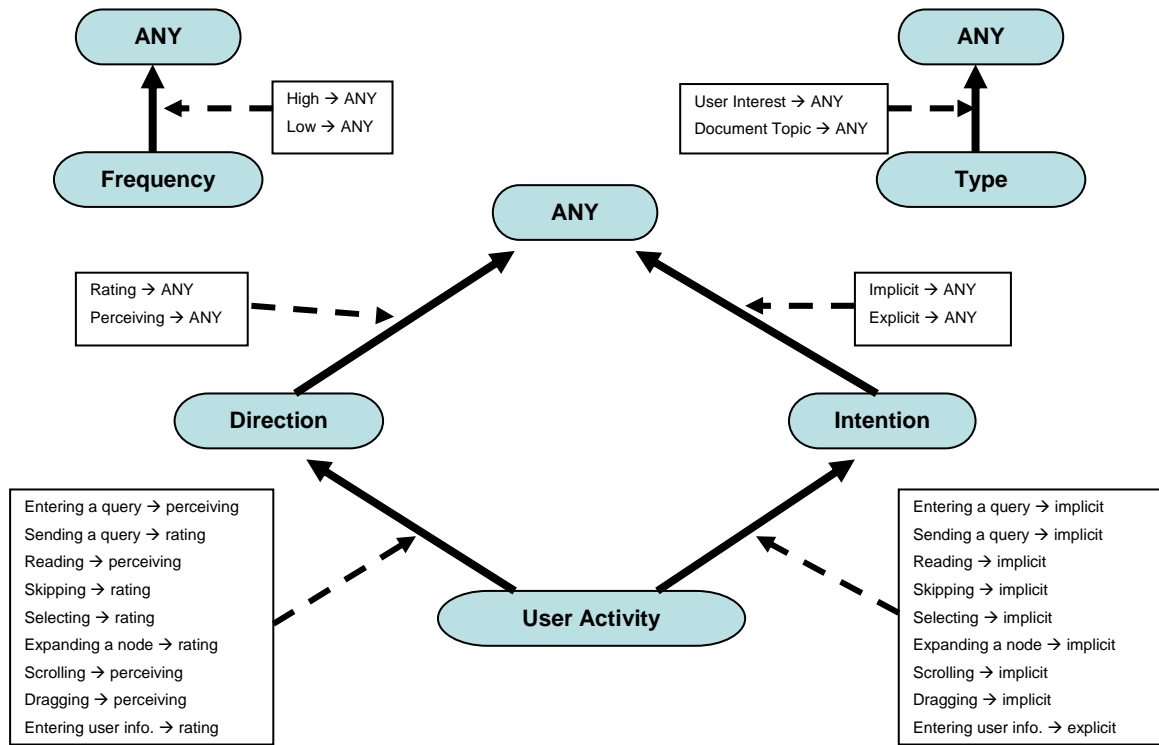 ANY
ANY
High → ANY
Low → ANY
User Interest → ANY
Document Topic → ANY
Frequency
Type
ANY
Rating → ANY
Perceiving → ANY
Implicit → ANY
Explicit → ANY
Direction
Intention
Entering a query → perceiving
Sending a query → rating
Reading → perceiving
Skipping → rating
Selecting → rating
Expanding a node → rating
Scrolling → perceiving
Dragging → perceiving
Entering user info. → rating
User Activity
Entering a query → implicit
Sending a query → implicit
Reading → implicit
Skipping → implicit
Selecting → implicit
Expanding a node → implicit
Scrolling → implicit
Dragging → implicit
Entering user info. → explicit